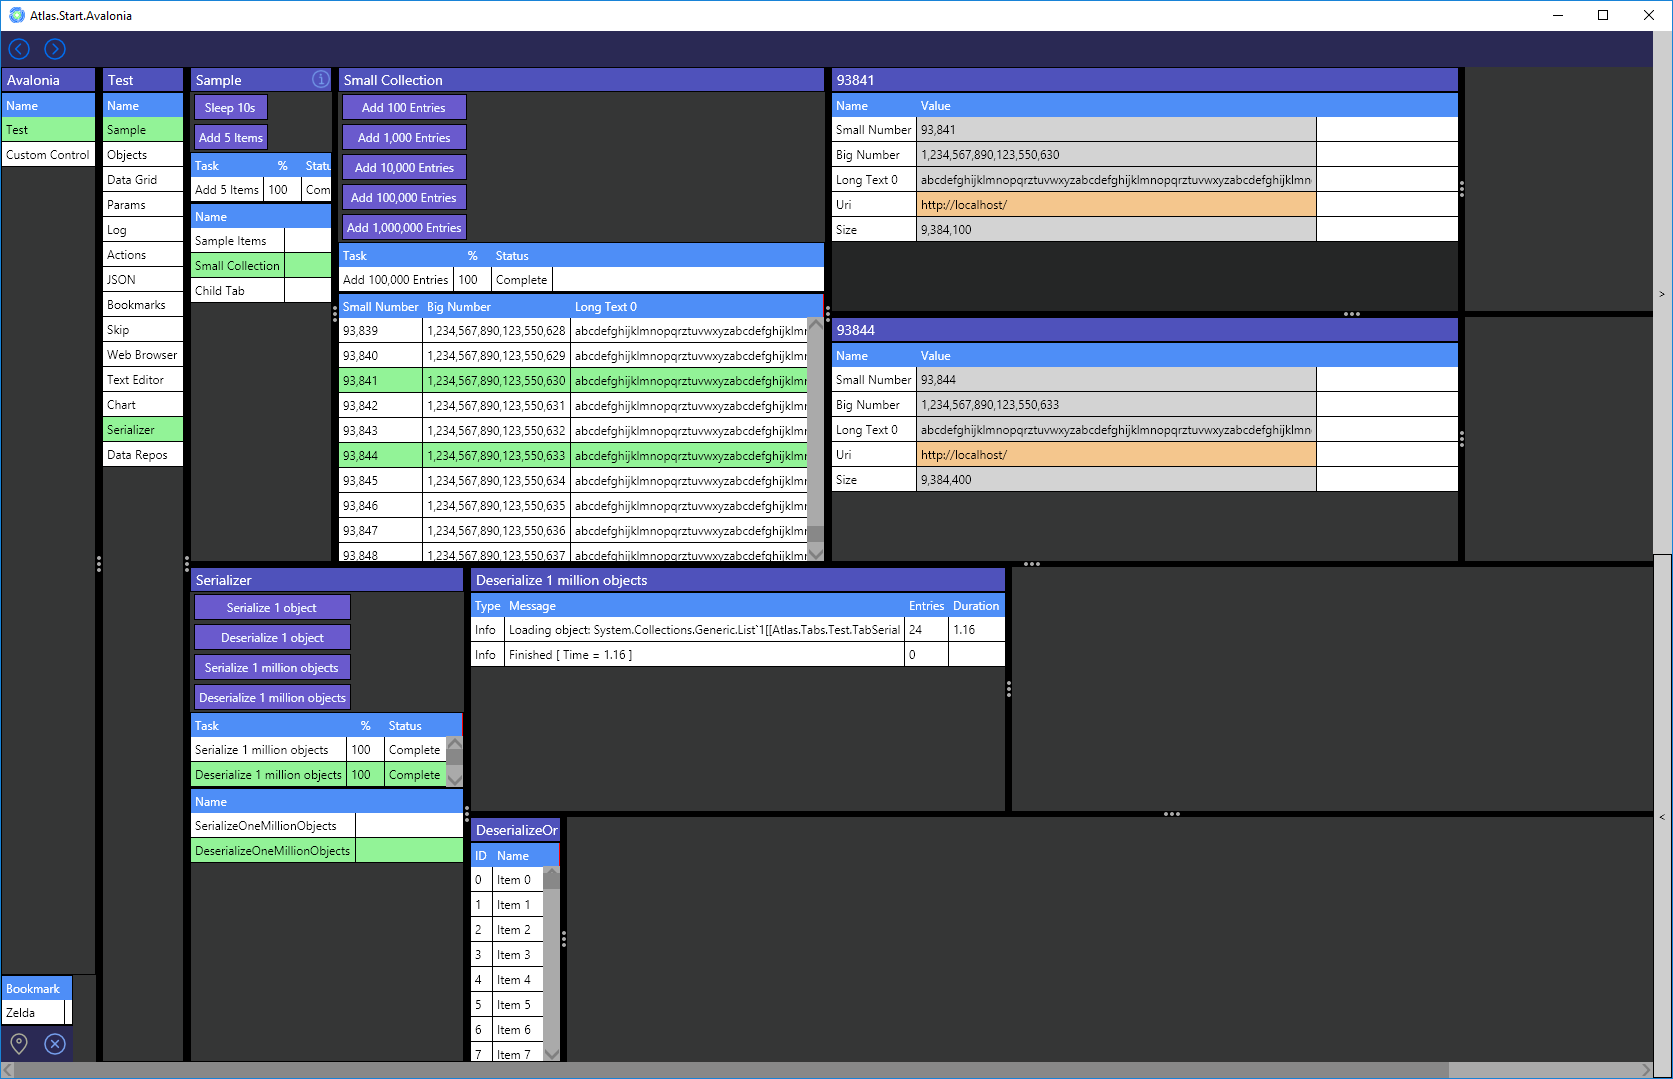 Atlas.Start.Avalonia
Avalonia
Name
Test
Custom Control
Test
Name
Sample
Objects
Data Grid
Params
Log
Actions
JSON
Bookmarks
Skip
Web Browser
Text Editor
Chart
Serializer
Data Repos
Sample
Sleep 10s
Add 5 Items
Task % Statu
Add 5 Items 100 Com
Name
Sample Items
Small Collection
Child Tab
Small Collection
Add 100 Entries
Add 1,000 Entries
Add 10,000 Entries
Add 100,000 Entries
Add 1,000,000 Entries
Task % Status
Add 100,000 Entries 100 Complete
Small Number Big Number Long Text 0
93,839 1,234,567,890,123,550,628 abcdefghijklmnopqrztuvwxyzabcdefghijklmr
93,840 1,234,567,890,123,550,629 abcdefghijklmnopqrztuvwxyzabcdefghijklmr
93,841 1,234,567,890,123,550,630 abcdefghijklmnopqrztuvwxyzabcdefghijklmr
93,842 1,234,567,890,123,550,631 abcdefghijklmnopqrztuvwxyzabcdefghijklmr
93,843 1,234,567,890,123,550,632 abcdefghijklmnopqrztuvwxyzabcdefghijklmr
93,844 1,234,567,890,123,550,633 abcdefghijklmnopqrztuvwxyzabcdefghijklmr
93,845 1,234,567,890,123,550,634 abcdefghijklmnopqrztuvwxyzabcdefghijklmr
93,846 1,234,567,890,123,550,635 abcdefghijklmnopqrztuvwxyzabcdefghijklmr
93,847 1,234,567,890,123,550,636 abcdefghijklmnopqrztuvwxyzabcdefghijklmr
93,848 1,234,567,890,123,550,637 abcdefghijklmnopqrztuvwxyzabcdefghijklmr
93841
Name Value
Small Number 93,841
Big Number 1,234,567,890,123,550,630
Long Text 0 abcdefghijklmnopqrztuvwxyzabcdefghijklmnopqrztuvwxyzabcdefghijklmn
Uri http://localhost/
Size 9,384,100
93844
Name Value
Small Number 93,844
Big Number 1,234,567,890,123,550,633
Long Text 0 abcdefghijklmnopqrztuvwxyzabcdefghijklmnopqrztuvwxyzabcdefghijklmn
Uri http://localhost/
Size 9,384,400
>
<
Serializer
Serialize 1 object
Deserialize 1 object
Serialize 1 million objects
Deserialize 1 million objects
Task % Status
Serialize 1 million objects 100 Complete
Deserialize 1 million objects 100 Complete
Name
SerializeOneMillionObjects
DeserializeOneMillionObjects
Deserialize 1 million objects
Type Message Entries Duration
Info Loading object: System.Collections.Generic.List`1[[Atlas.Tabs.Test.TabSerial 24 1.16
Info Finished [ Time = 1.16 ] 0
DeserializeOr
ID Name
0 Item 0
1 Item 1
2 Item 2
3 Item 3
4 Item 4
5 Item 5
6 Item 6
7 Item 7
Bookmark
Zelda